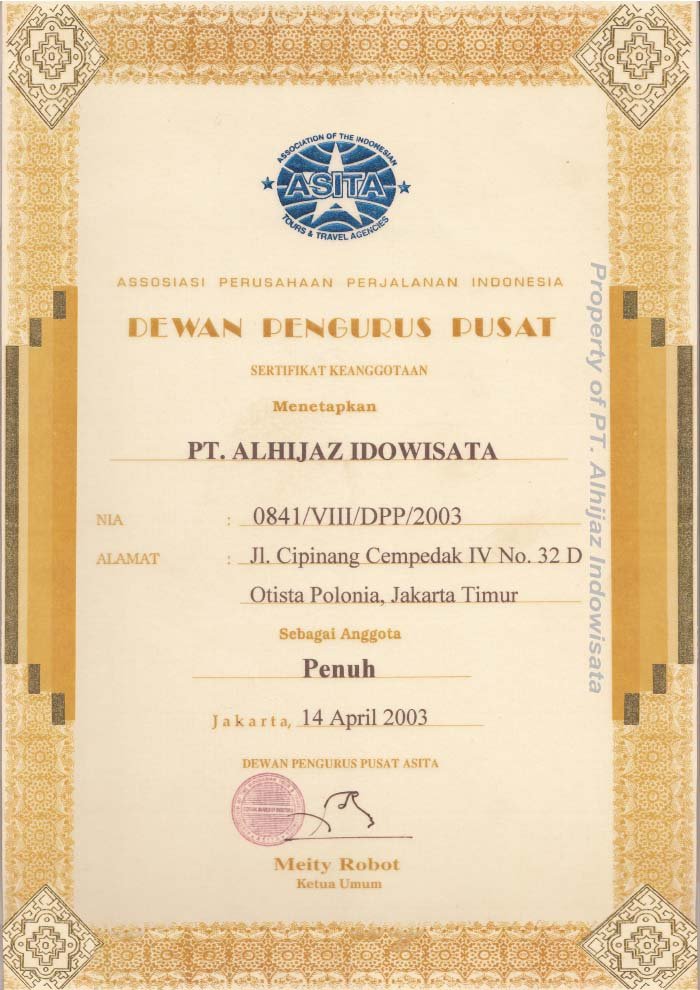 ASSOCIATION OF THE INDONESIAN
ASITA
TOURS & TRAVEL AGENCIES
ASSOSIASI PERUSAHAAN PERJALANAN INDONESIA
DEWAN PENGURUS PUSAT
SERTIFIKAT KEANGGOTAAN
Menetapkan
PT. ALHIJAZ IDOWISATA
NIA : 0841/VIII/DPP/2003
ALAMAT : Jl. Cipinang Cempedak IV No. 32 D
Otista Polonia, Jakarta Timur
Sebagai Anggota
Penuh
Jakarta, 14 April 2003
DEWAN PENGURUS PUSAT ASITA
Meity Robot
Ketua Umum
Property of PT. Alhijaz Indowisata